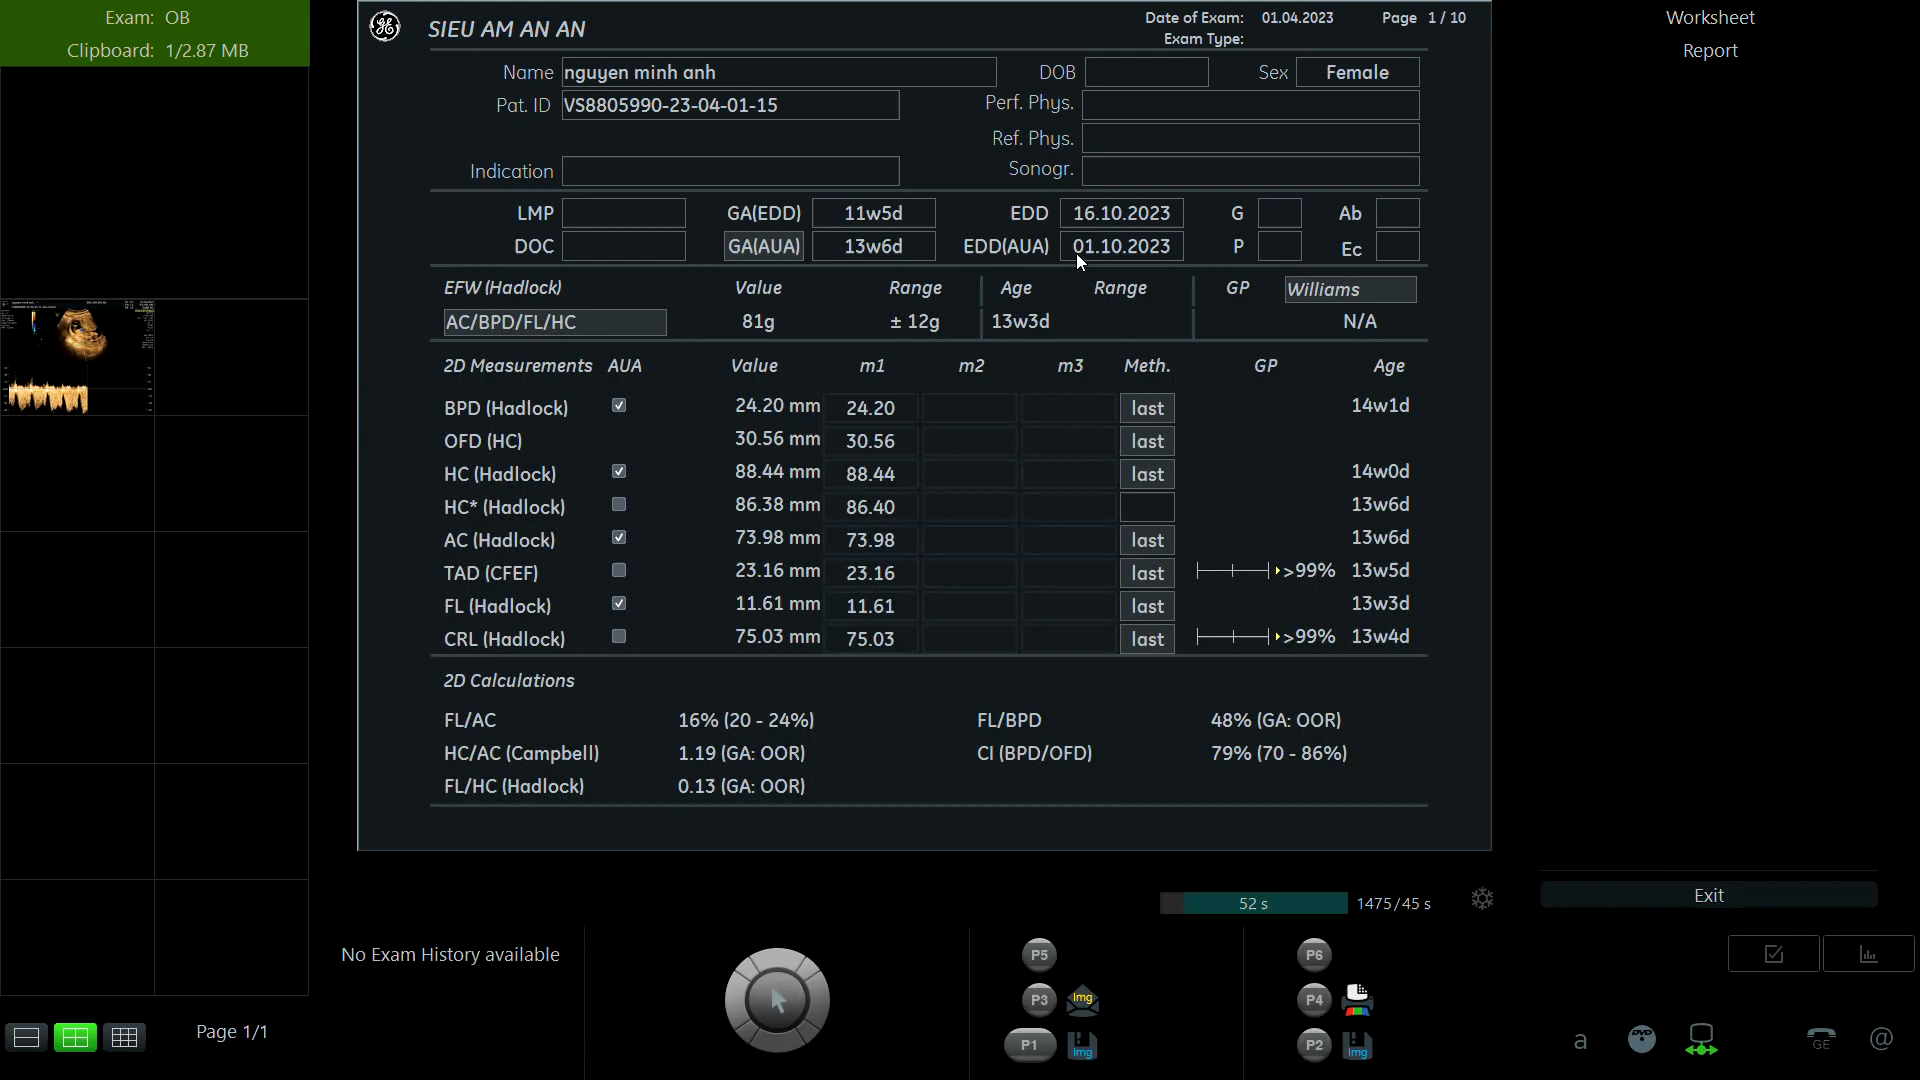 Exam: OB
Clipboard: 1/2.87 MB
SIEU AM AN AN
Date of Exam: 01.04.2023 Page 1 / 10
Exam Type:
Name nguyen minh anh DOB Sex Female
Pat. ID VS8805990-23-04-01-15 Perf. Phys.
Ref. Phys.
Indication Sonogr.
LMP GA(EDD) 11w5d EDD 16.10.2023 G Ab
DOC GA(AUA) 13w6d EDD(AUA) 01.10.2023 P Ec
EFW (Hadlock) Value Range Age Range GP Williams
AC/BPD/FL/HC 81g ± 12g 13w3d N/A
2D Measurements AUA Value m1 m2 m3 Meth. GP Age
BPD (Hadlock) 24.20 mm 24.20 last 14w1d
OFD (HC) 30.56 mm 30.56 last
HC (Hadlock) 88.44 mm 88.44 last 14w0d
HC* (Hadlock) 86.38 mm 86.40 13w6d
AC (Hadlock) 73.98 mm 73.98 last 13w6d
TAD (CFEF) 23.16 mm 23.16 last >99% 13w5d
FL (Hadlock) 11.61 mm 11.61 last 13w3d
CRL (Hadlock) 75.03 mm 75.03 last >99% 13w4d
2D Calculations
FL/AC 16% (20 - 24%) FL/BPD 48% (GA: OOR)
HC/AC (Campbell) 1.19 (GA: OOR) CI (BPD/OFD) 79% (70 - 86%)
FL/HC (Hadlock) 0.13 (GA: OOR)
Worksheet
Report
52 s 1475/45 s
Exit
No Exam History available
P5 P6
P3 Img P4
P1 Img P2 Img
Page 1/1
a DVD GE @